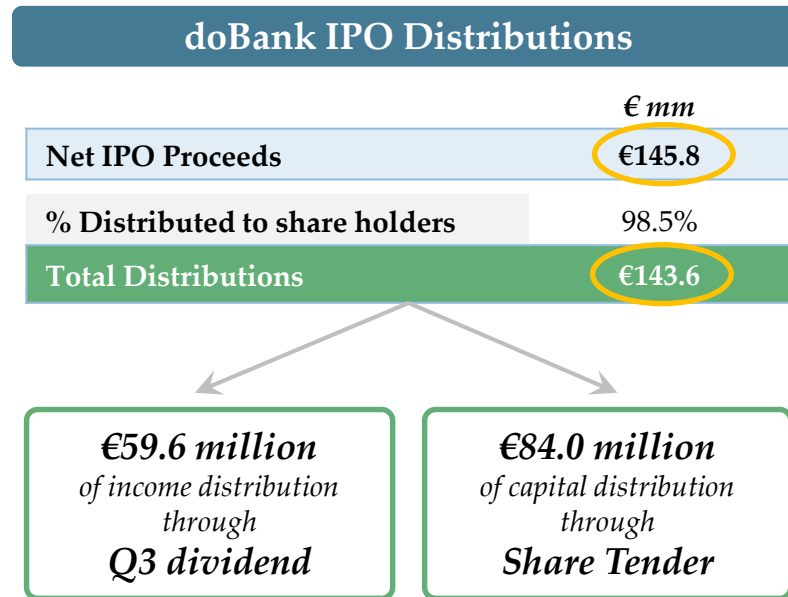 doBank IPO Distributions
€ mm
Net IPO Proceeds €145.8
% Distributed to share holders 98.5%
Total Distributions €143.6
€59.6 million
of income distribution
through
Q3 dividend
€84.0 million
of capital distribution
through
Share Tender